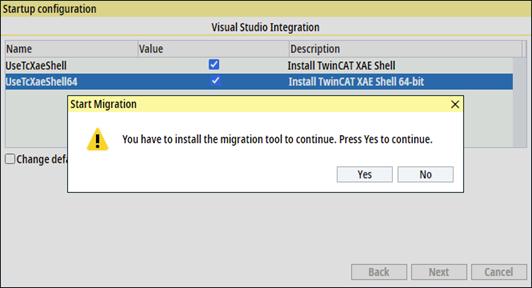 Startup configuration
Visual Studio Integration
Name Value Description
UseTcXaeShell Install TwinCAT XAE Shell
UseTcXaeShell64 Install TwinCAT XAE Shell 64-bit
Start Migration
You have to install the migration tool to continue. Press Yes to continue.
Yes No
Change defa
Back Next Cancel